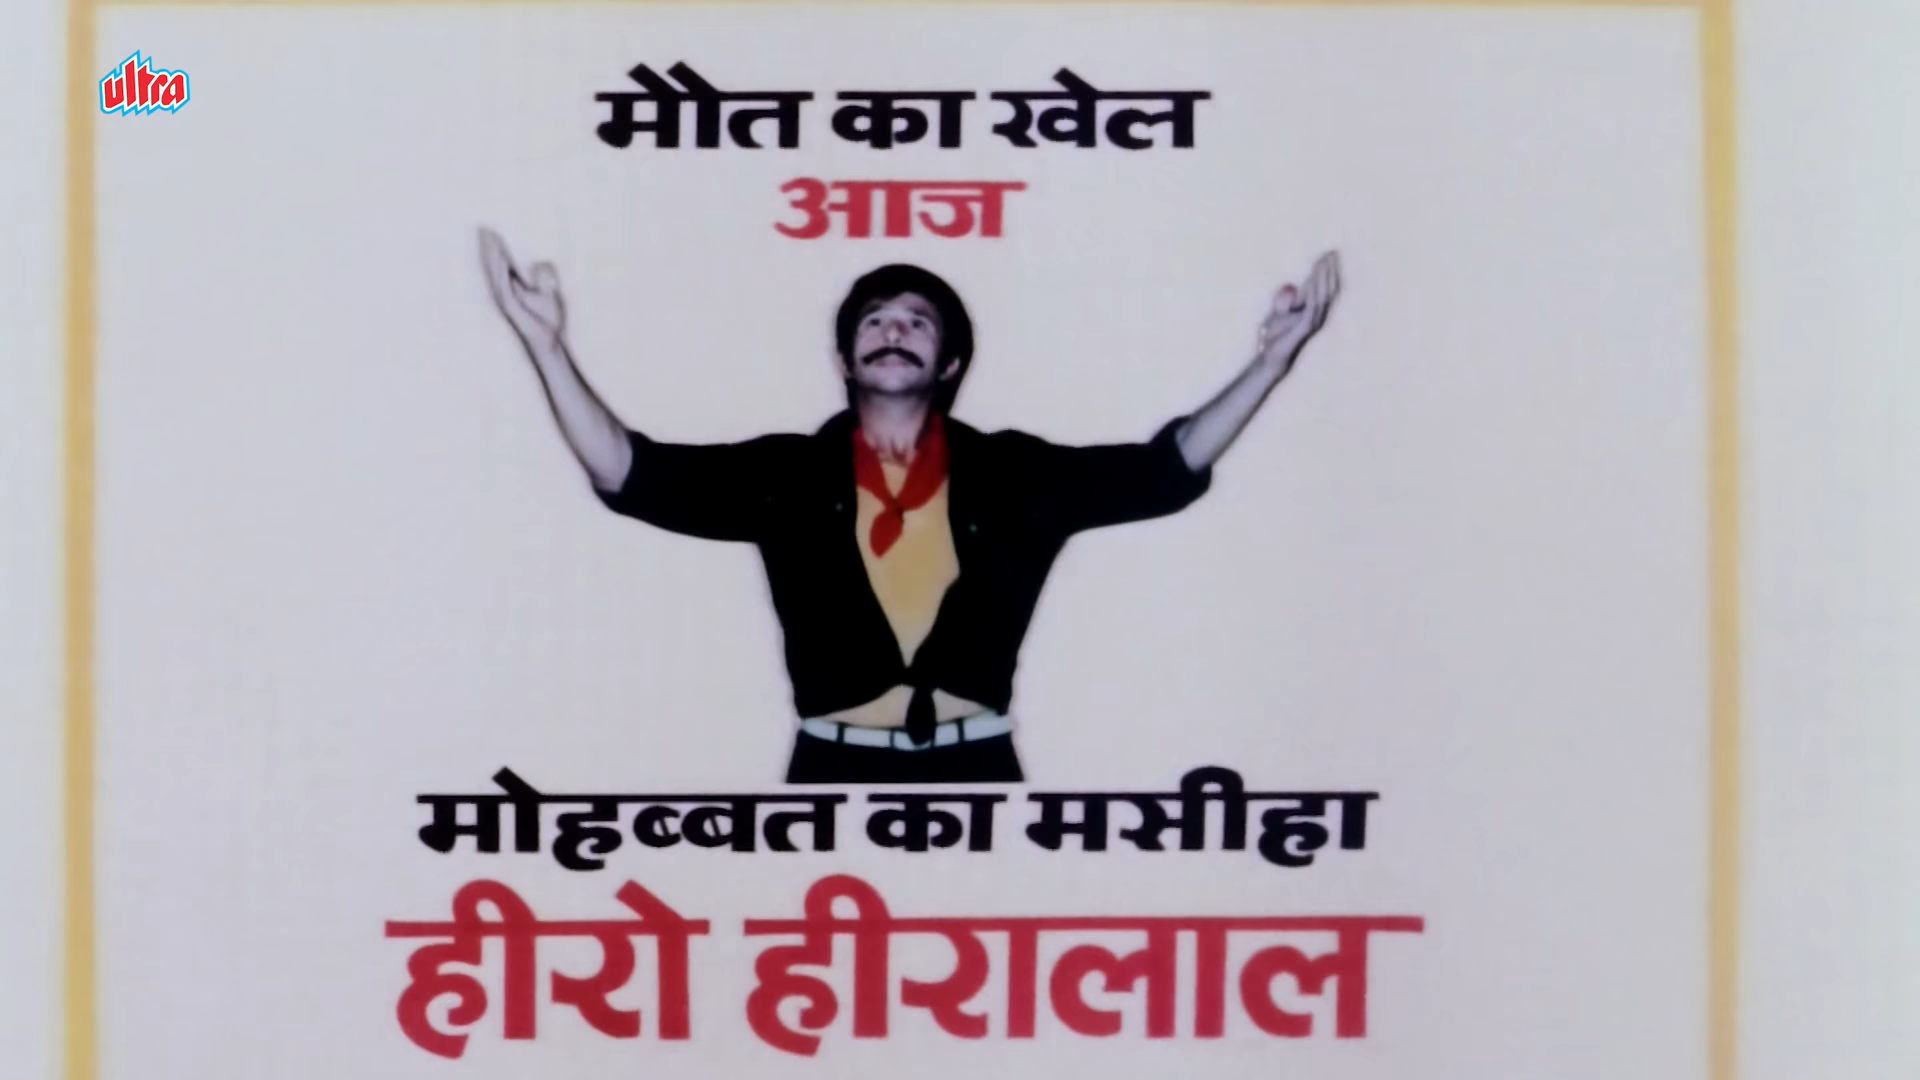 ultra
मौत का खेल
आज
मोहब्बत का मसीहा
हीरो हीरालाल